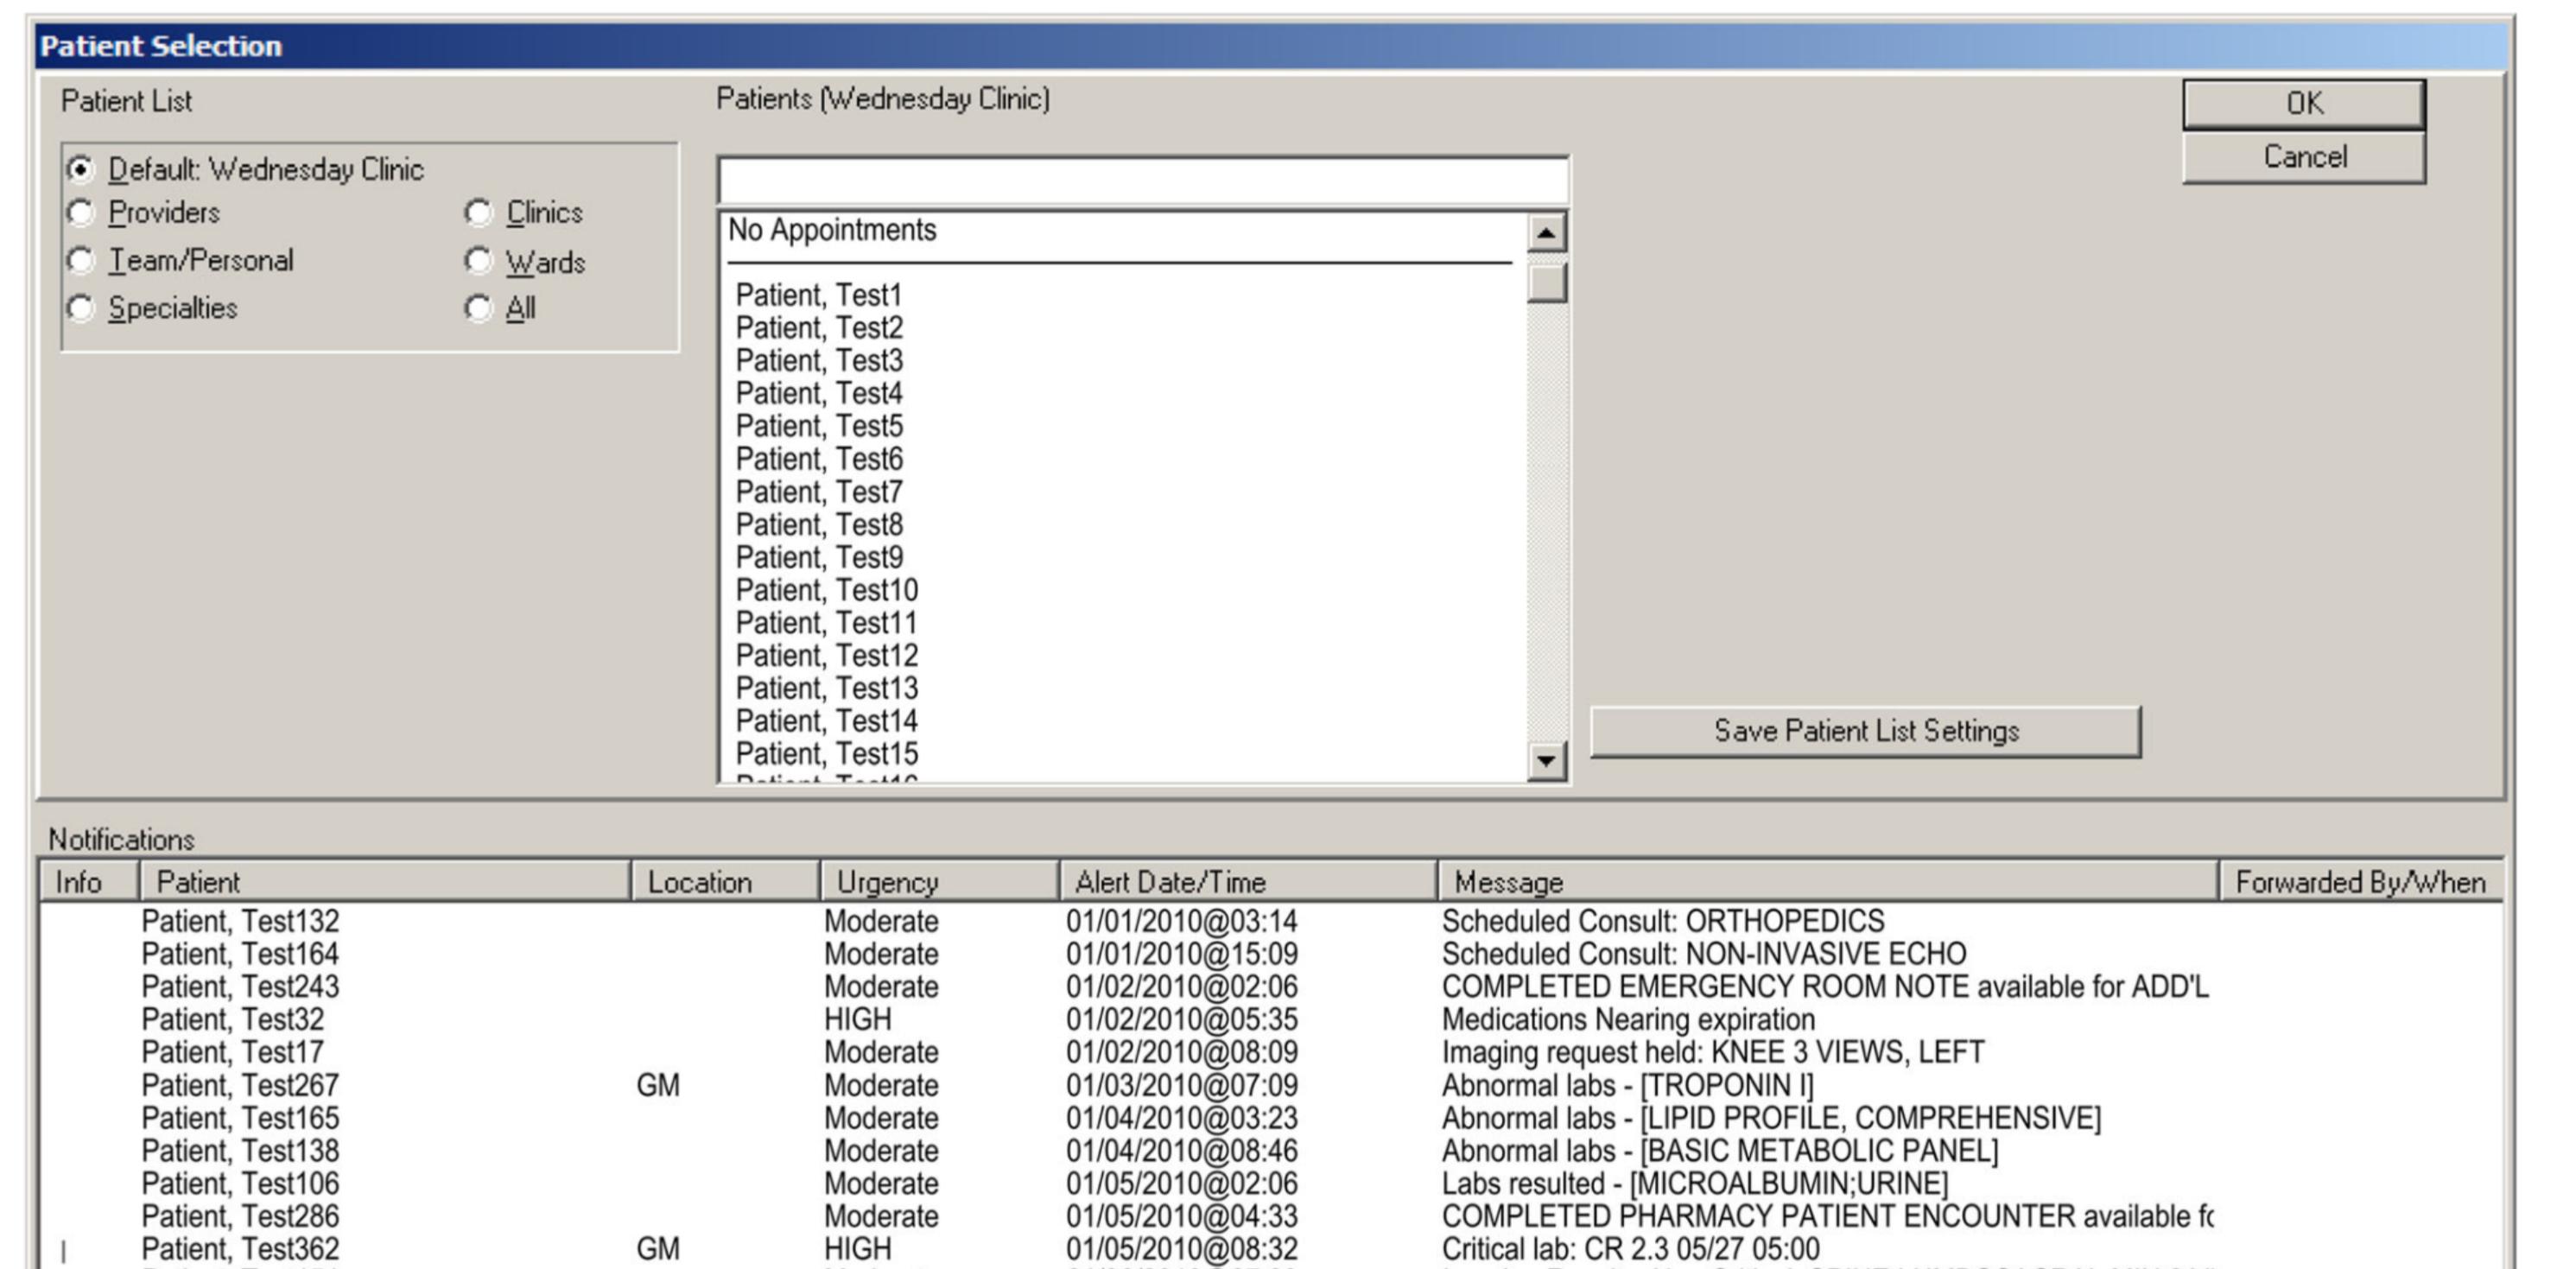 Patient Selection
Patient List
Patients (Wednesday Clinic)
OK
Cancel
Default: Wednesday Clinic
Providers Clinics
Team/Personal Wards
Specialties All
No Appointments
Patient, Test1
Patient, Test2
Patient, Test3
Patient, Test4
Patient, Test5
Patient, Test6
Patient, Test7
Patient, Test8
Patient, Test9
Patient, Test10
Patient, Test11
Patient, Test12
Patient, Test13
Patient, Test14
Patient, Test15
Save Patient List Settings
Notifications
Info Patient Location Urgency Alert Date/Time Message Forwarded By/When
Patient, Test132 Moderate 01/01/2010@03:14 Scheduled Consult: ORTHOPEDICS
Patient, Test164 Moderate 01/01/2010@15:09 Scheduled Consult: NON-INVASIVE ECHO
Patient, Test243 Moderate 01/02/2010@02:06 COMPLETED EMERGENCY ROOM NOTE available for ADD'L
Patient, Test32 HIGH 01/02/2010@05:35 Medications Nearing expiration
Patient, Test17 Moderate 01/02/2010@08:09 Imaging request held: KNEE 3 VIEWS, LEFT
Patient, Test267 GM Moderate 01/03/2010@07:09 Abnormal labs - [TROPONIN I]
Patient, Test165 Moderate 01/04/2010@03:23 Abnormal labs - [LIPID PROFILE, COMPREHENSIVE]
Patient, Test138 Moderate 01/04/2010@08:46 Abnormal labs - [BASIC METABOLIC PANEL]
Patient, Test106 Moderate 01/05/2010@02:06 Labs resulted - [MICROALBUMIN;URINE]
Patient, Test286 Moderate 01/05/2010@04:33 COMPLETED PHARMACY PATIENT ENCOUNTER available
I Patient, Test362 GM HIGH 01/05/2010@08:32 Critical lab: CR 2.3 05/27 05:00